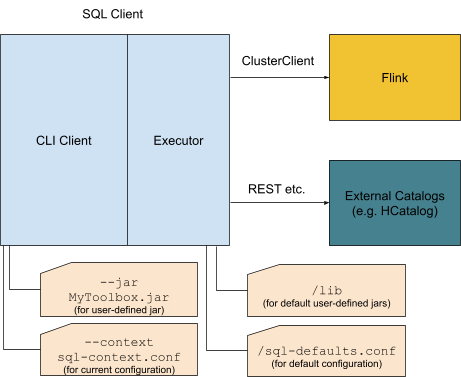 SQL Client
ClusterClient
Flink
CLI Client
Executor
REST etc.
External Catalogs
(e.g. HCatalog)
--jar
MyToolbox.jar
(for user-defined jar)
/lib
(for default user-defined jars)
--context
sql-context.conf
(for current configuration)
/sql-defaults.conf
(for default configuration)